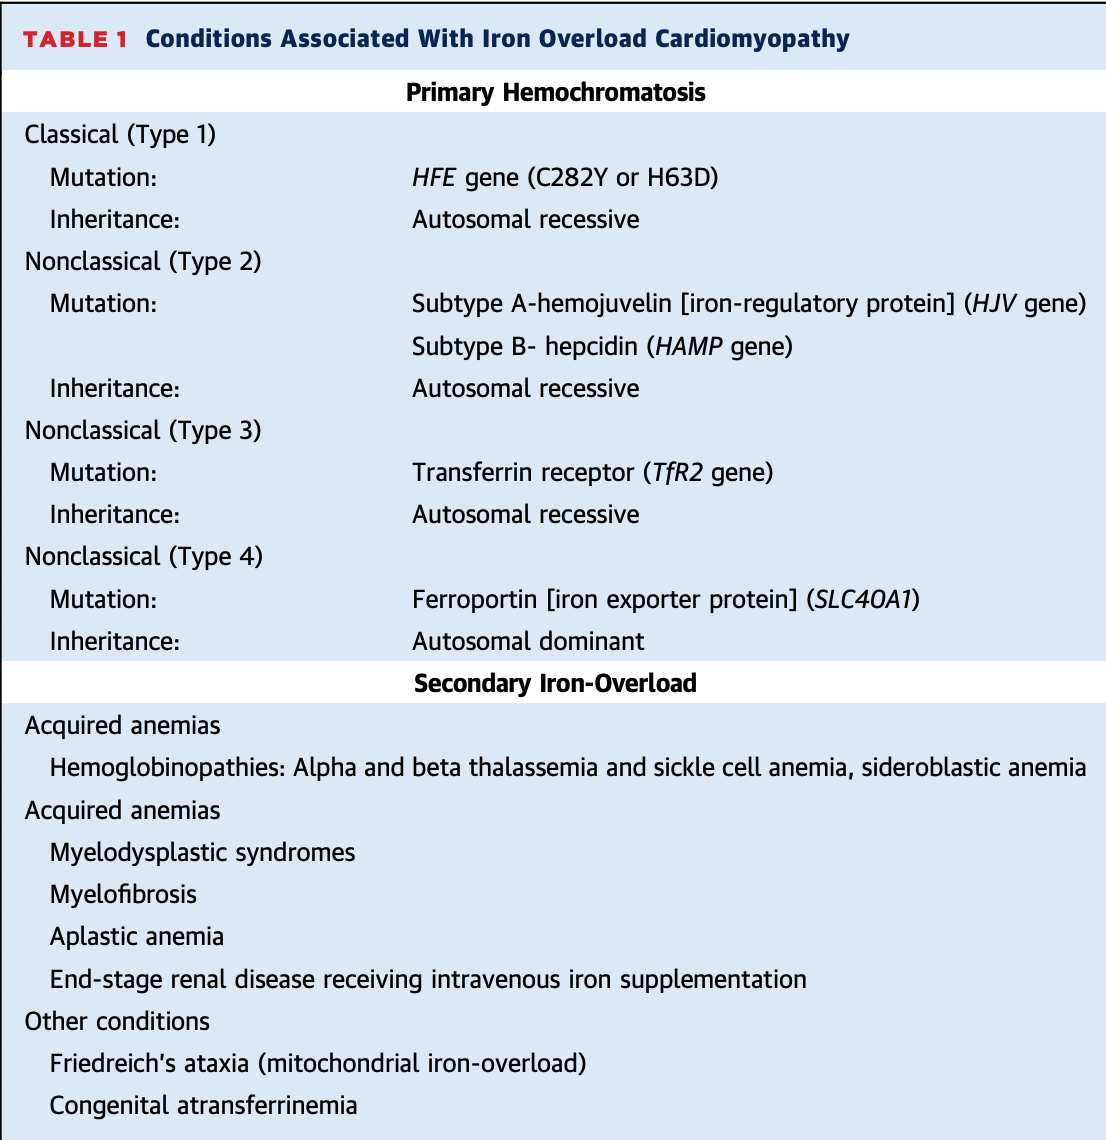 TABLE 1 Conditions Associated With Iron Overload Cardiomyopathy
Primary Hemochromatosis
Classical (Type 1)
Mutation: HFE gene (C282Y or H63D)
Inheritance: Autosomal recessive
Nonclassical (Type 2)
Mutation: Subtype A-hemojuvelin [iron-regulatory protein] (HJV gene)
Subtype B- hepcidin (HAMP gene)
Inheritance: Autosomal recessive
Nonclassical (Type 3)
Mutation: Transferrin receptor (TfR2 gene)
Inheritance: Autosomal recessive
Nonclassical (Type 4)
Mutation: Ferroportin [iron exporter protein] (SLC40A1)
Inheritance: Autosomal dominant
Secondary Iron-Overload
Acquired anemias
Hemoglobinopathies: Alpha and beta thalassemia and sickle cell anemia, sideroblastic anemia
Acquired anemias
Myelodysplastic syndromes
Myelofibrosis
Aplastic anemia
End-stage renal disease receiving intravenous iron supplementation
Other conditions
Friedreich's ataxia (mitochondrial iron-overload)
Congenital atransferrinemia